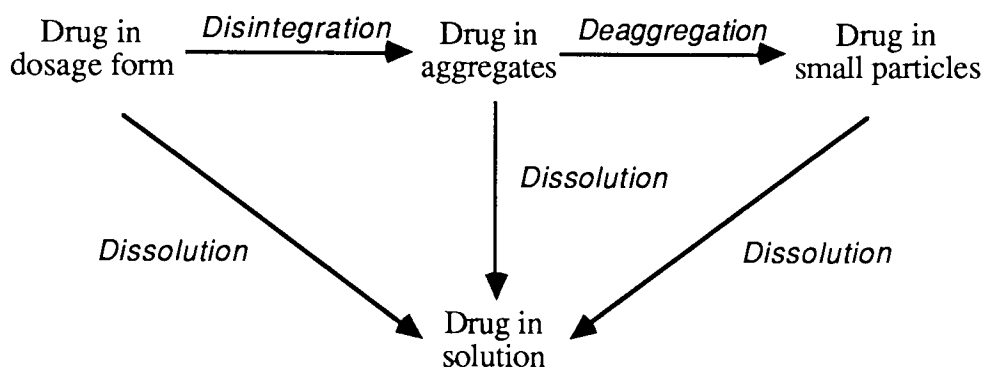 Drug in
dosage form
Disintegration
Drug in
aggregates
Deaggregation
Drug in
small particles
Dissolution
Dissolution
Dissolution
Drug in
solution